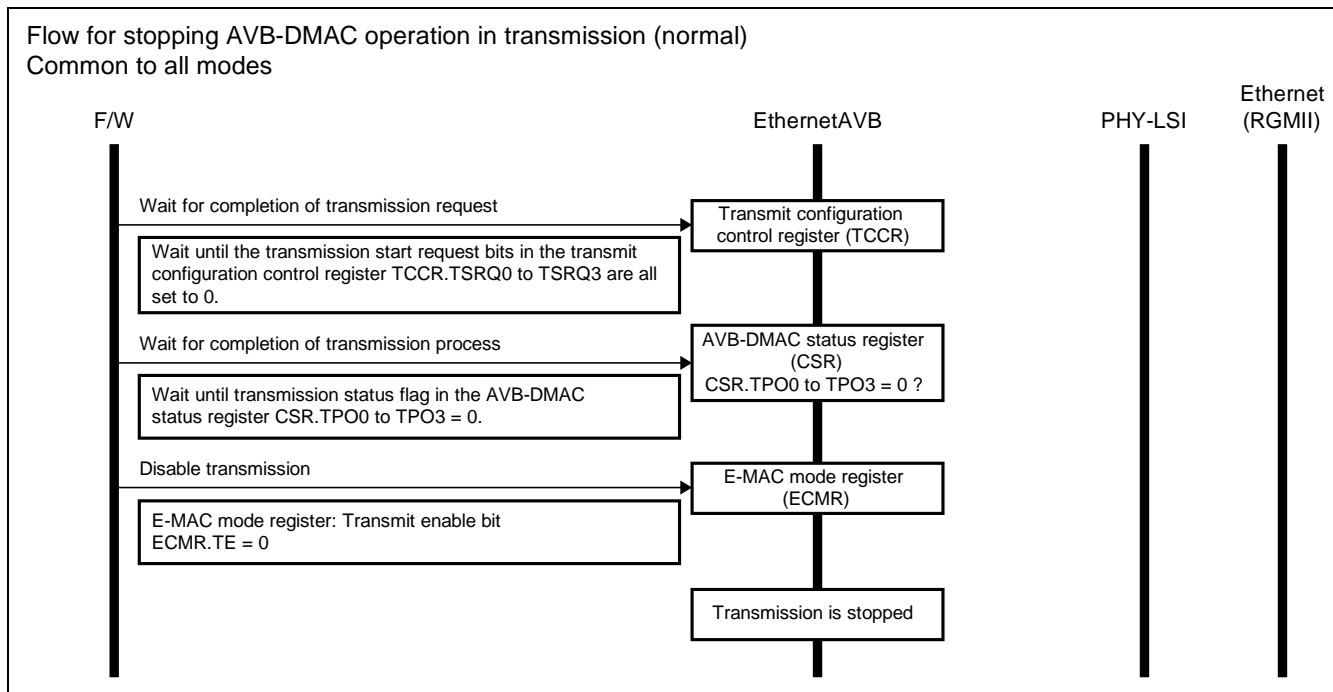 Flow for stopping AVB-DMAC operation in transmission (normal)
Common to all modes
F/W
EthernetAVB
PHY-LSI
Ethernet
(RGMII)
Wait for completion of transmission request
Transmit configuration
control register (TCCR)
Wait until the transmission start request bits in the transmit
configuration control register TCCR.TSRQ0 to TSRQ3 are all
set to 0.
Wait for completion of transmission process
AVB-DMAC status register
(CSR)
CSR.TPO0 to TPO3 = 0 ?
Wait until transmission status flag in the AVB-DMAC
status register CSR.TPO0 to TPO3 = 0.
Disable transmission
E-MAC mode register
(ECMR)
E-MAC mode register: Transmit enable bit
ECMR.TE = 0
Transmission is stopped